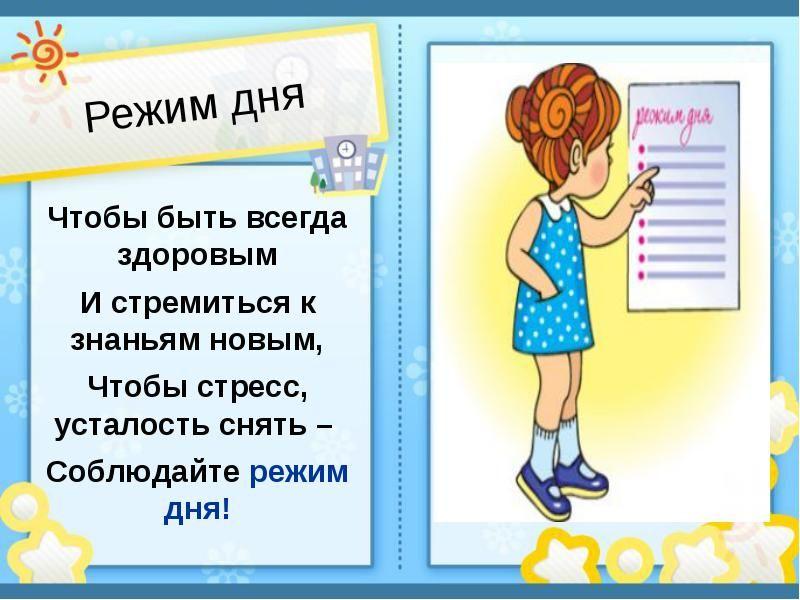 Режим дня
Чтобы быть всегда
здоровым
И стремиться к
знаньям новым,
Чтобы стресс,
усталость снять –
Соблюдайте режим
дня!
режим дня